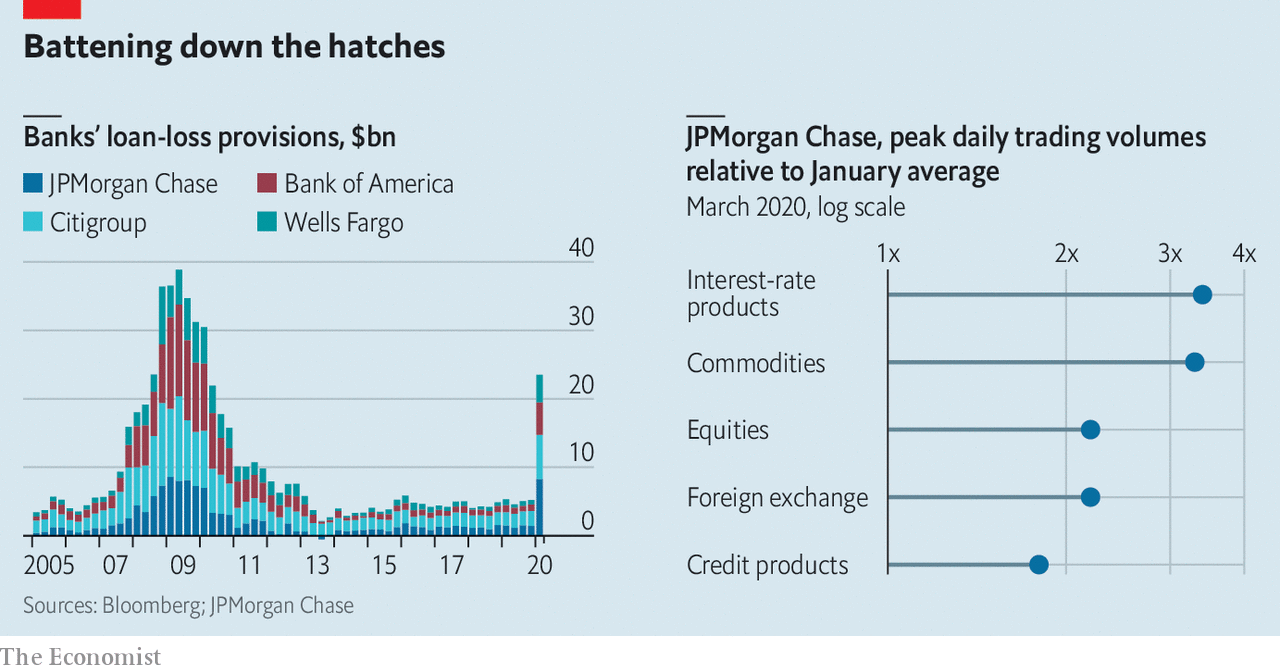 Battening down the hatches
Banks’ loan-loss provisions, $bn
JPMorgan Chase
Bank of America
Citigroup
Wells Fargo
40
30
20
10
0
2005 07 09 11 13 15 17 20
JPMorgan Chase, peak daily trading volumes
relative to January average
March 2020, log scale
1x 2x 3x 4x
Interest-rate
products
Commodities
Equities
Foreign exchange
Credit products
Sources: Bloomberg; JPMorgan Chase
The Economist